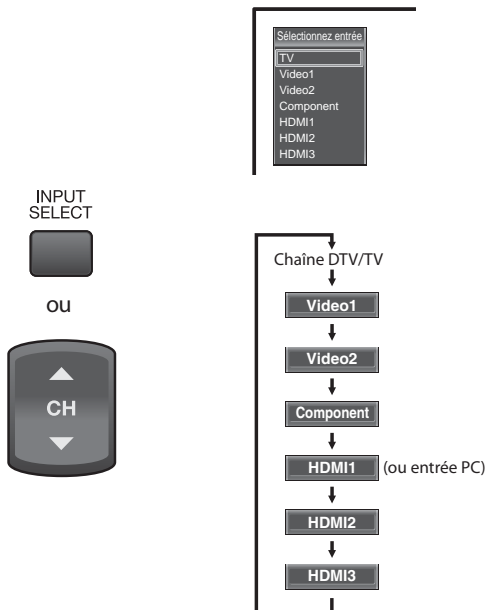 Sélectionnez entrée
TV
Video1
Video2
Component
HDMI1
HDMI2
HDMI3
INPUT
SELECT
ou
CH
Chaîne DTV/TV
Video1
Video2
Component
HDMI1 (ou entrée PC)
HDMI2
HDMI3